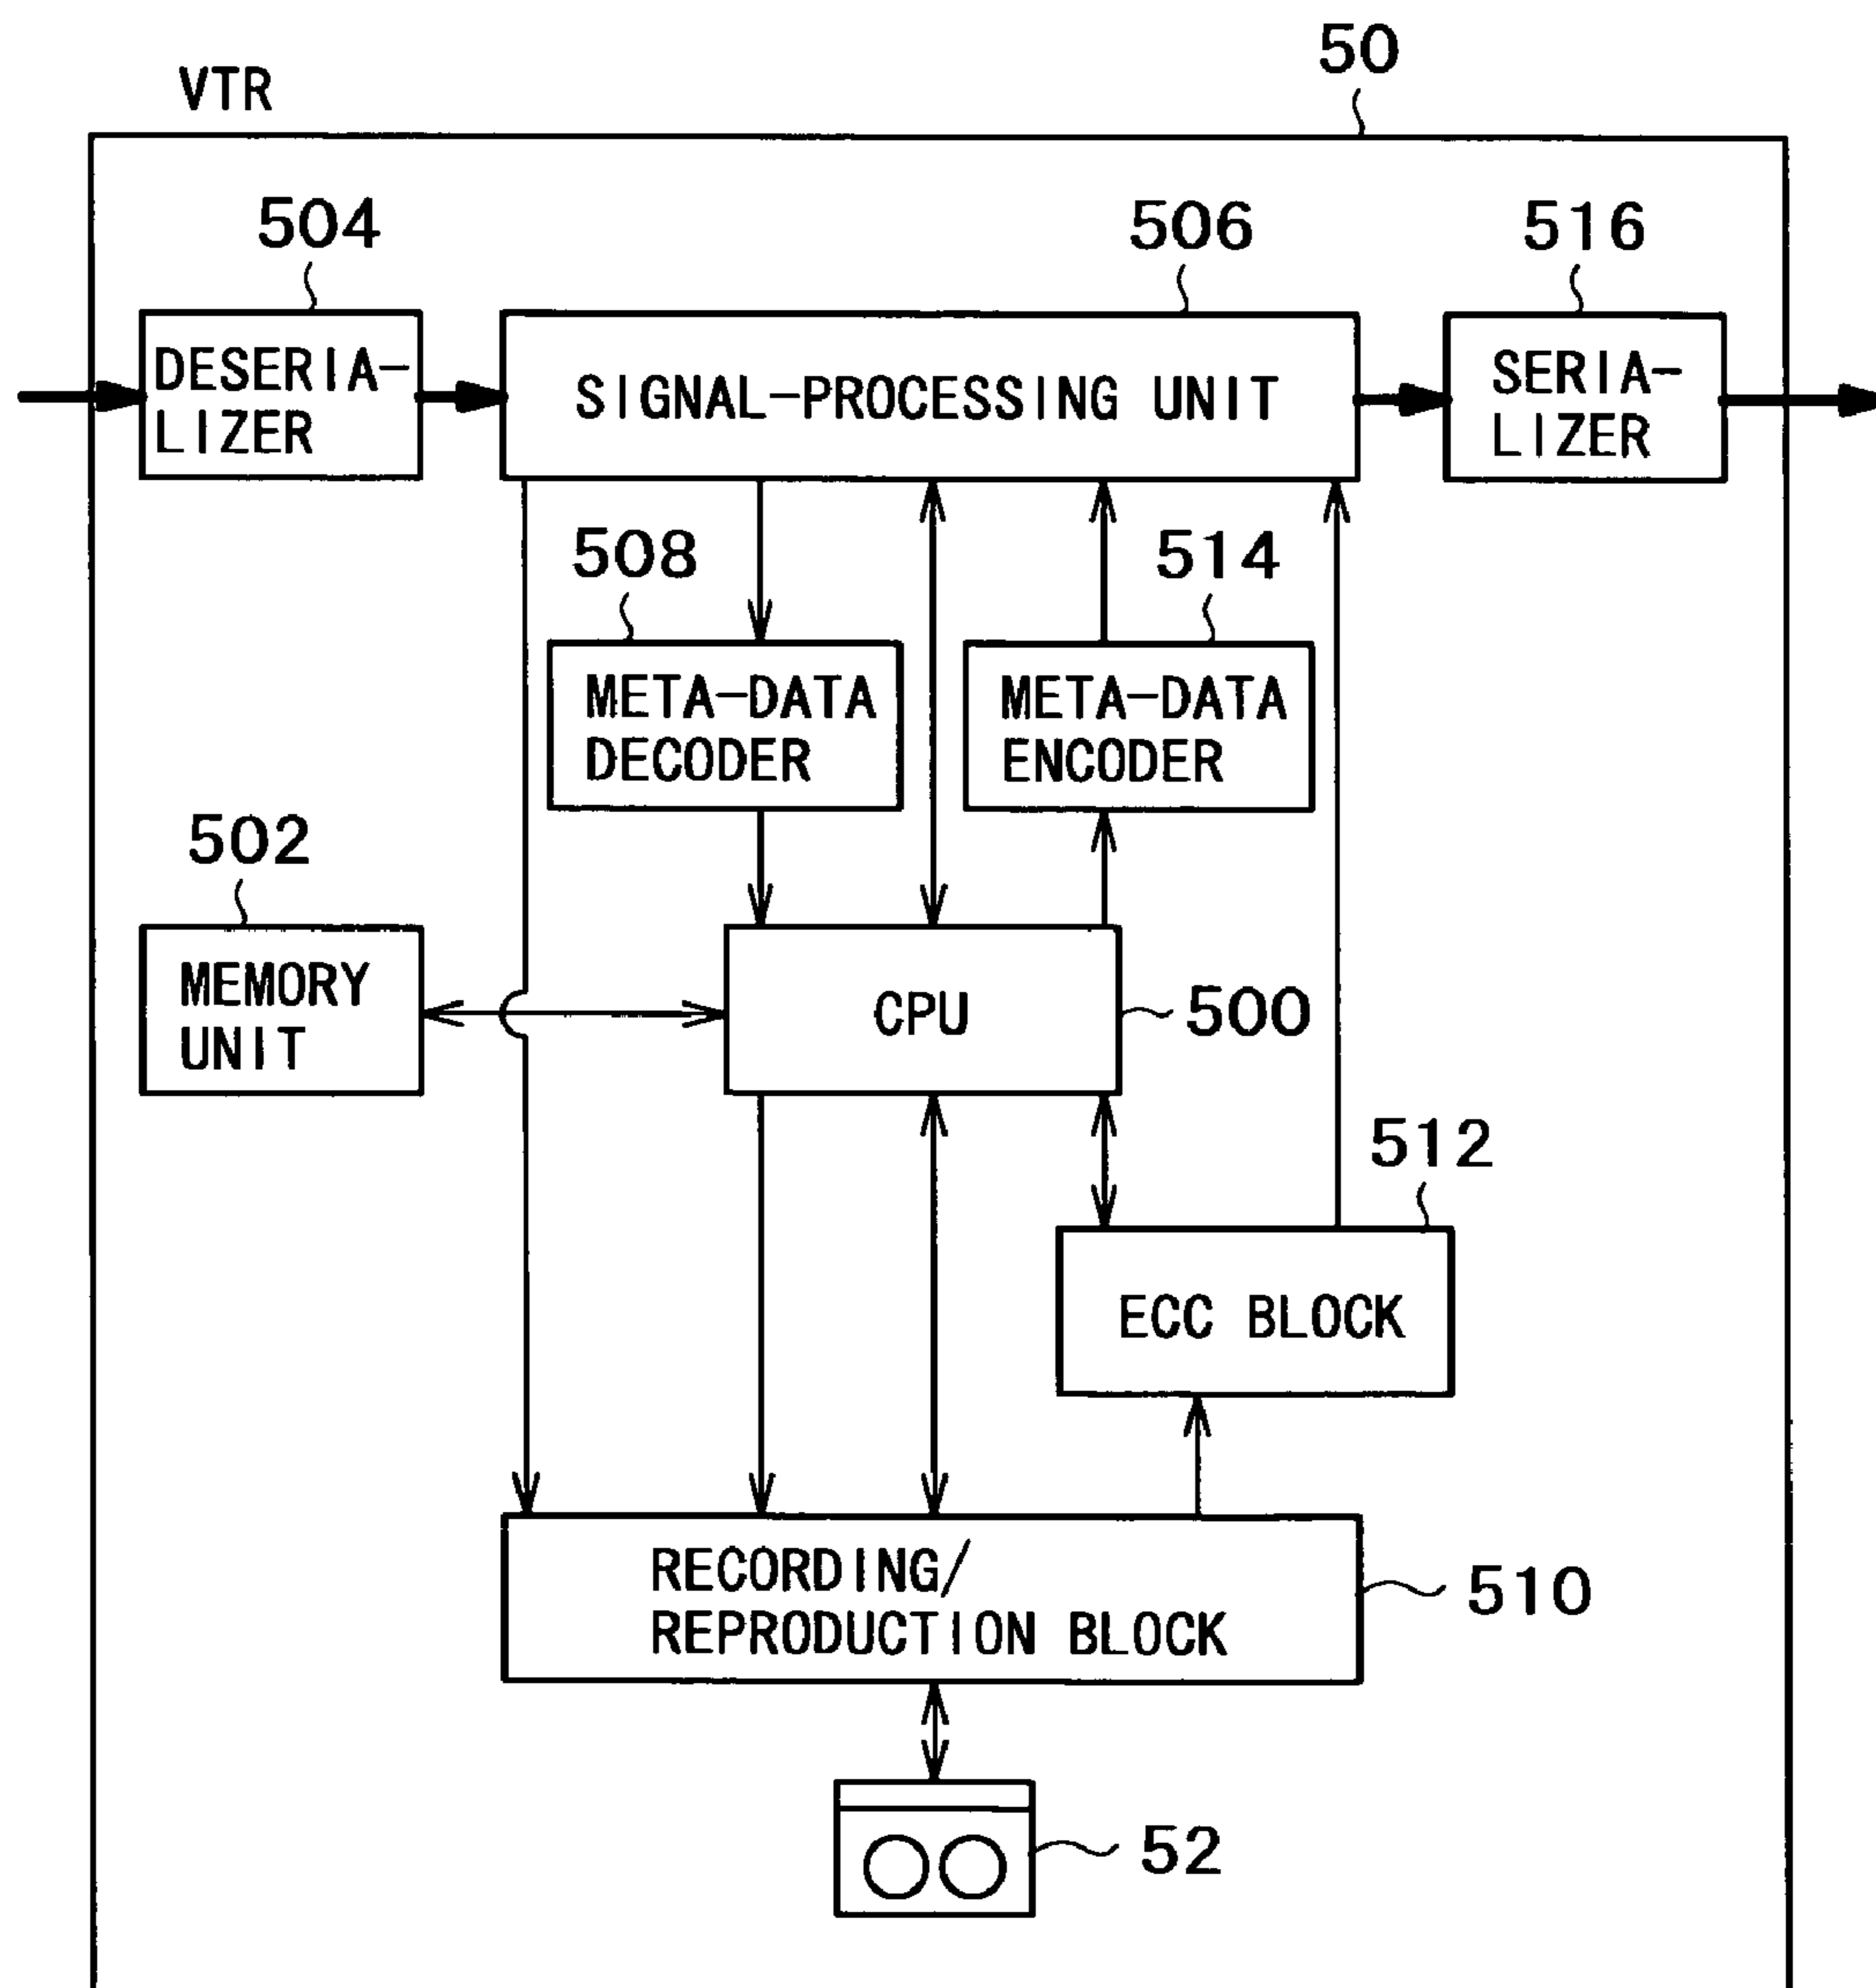 50
VTR
504
506
516
DESERIA-
LIZER
SIGNAL-PROCESSING UNIT
SERIA-
LIZER
508
514
META-DATA
DECODER
META-DATA
ENCODER
502
MEMORY
UNIT
CPU
500
512
ECC BLOCK
RECORDING/
REPRODUCTION BLOCK
510
52